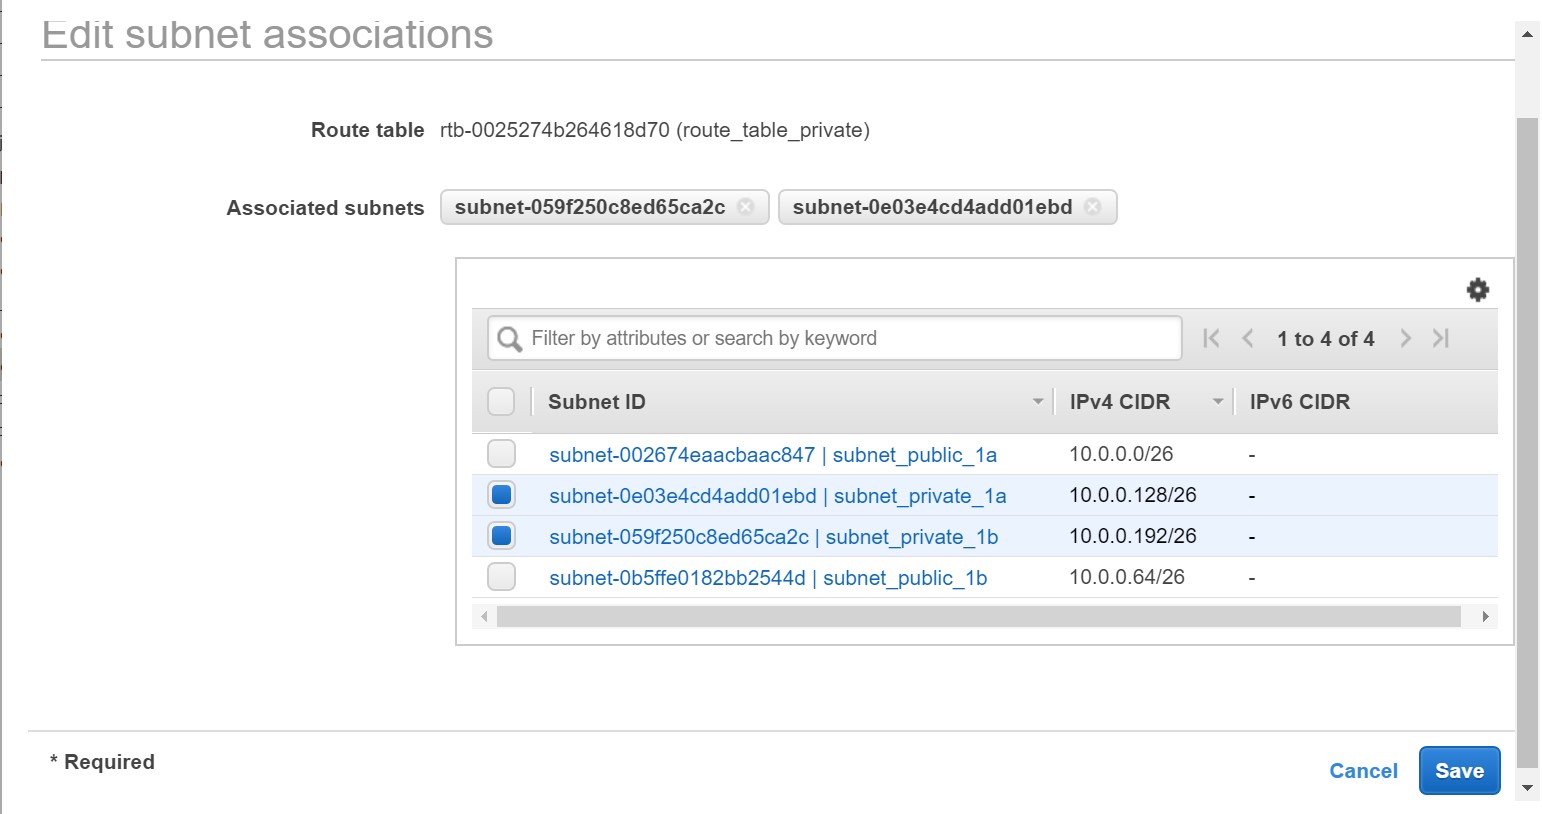 Edit subnet associations
Route table rtb-0025274b264618d70 (route_table_private)
Associated subnets subnet-059f250c8ed65ca2c subnet-0e03e4cd4add01ebd
Filter by attributes or search by keyword 1 to 4 of 4
Subnet ID IPv4 CIDR IPv6 CIDR
subnet-002674eaacbaac847 | subnet_public_1a 10.0.0.0/26 -
subnet-0e03e4cd4add01ebd | subnet_private_1a 10.0.0.128/26 -
subnet-059f250c8ed65ca2c | subnet_private_1b 10.0.0.192/26 -
subnet-0b5ffe0182bb2544d | subnet_public_1b 10.0.0.64/26 -
* Required
Cancel Save